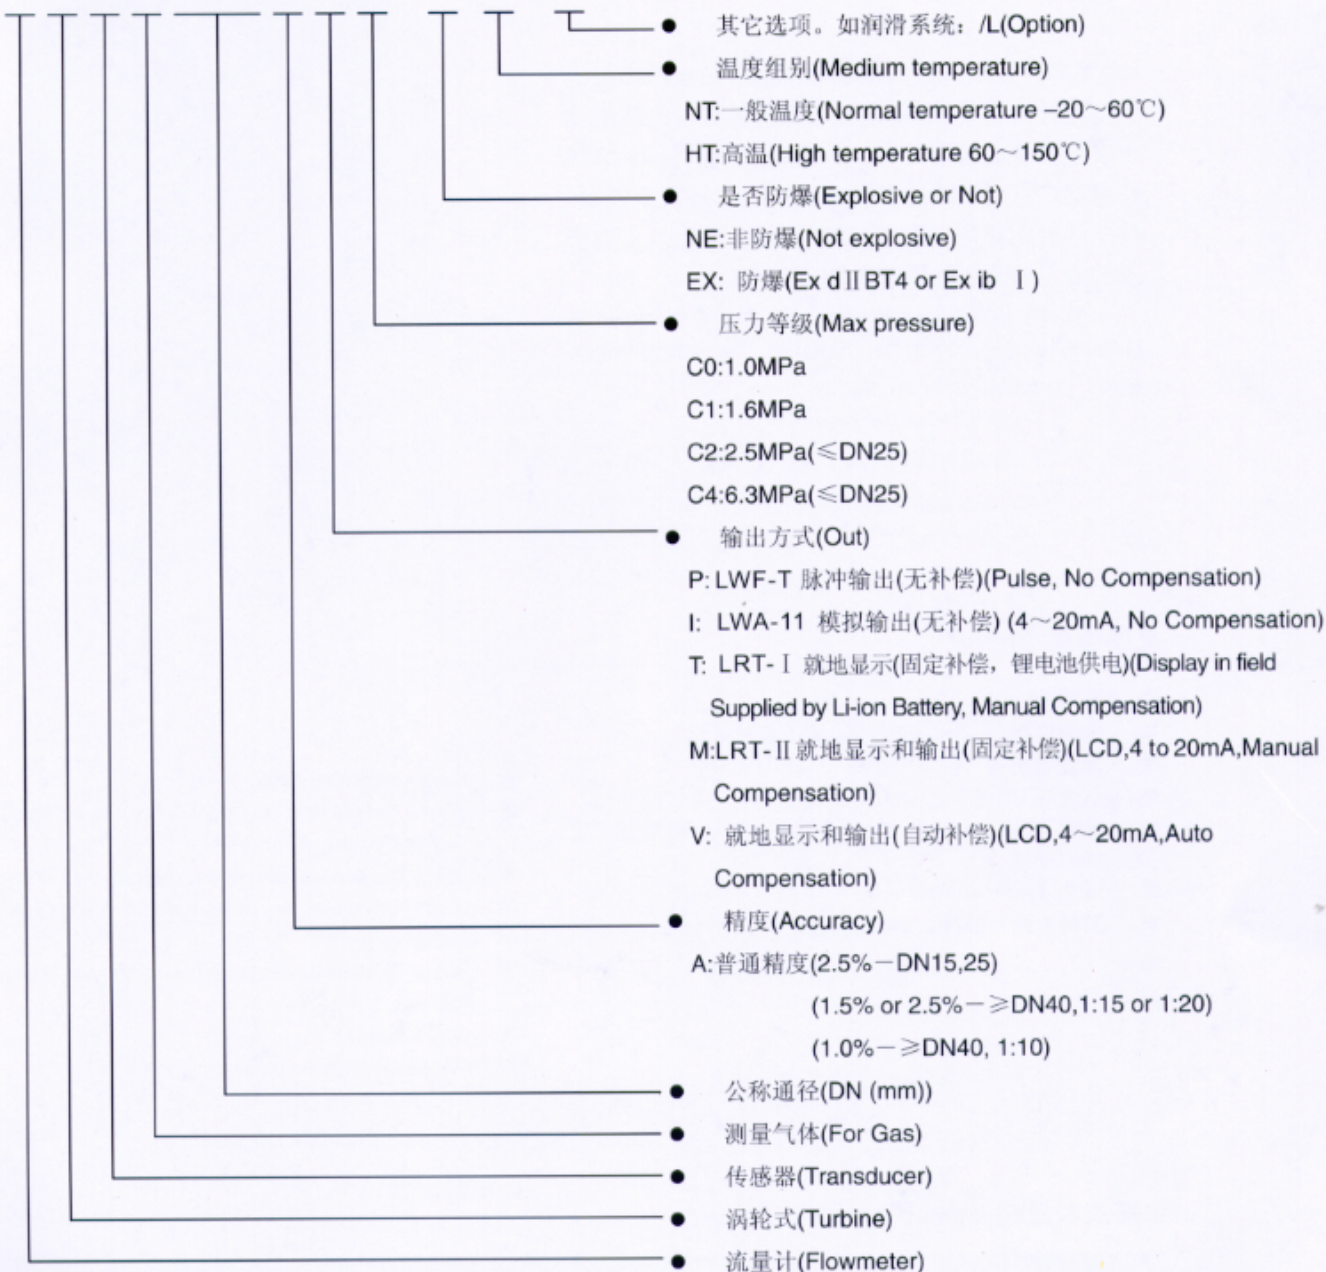 ● 其它选项。如润滑系统：/L(Option)
● 温度组别(Medium temperature)
NT:一般温度(Normal temperature –20～60℃)
HT:高温(High temperature 60～150℃)
● 是否防爆(Explosive or Not)
NE:非防爆(Not explosive)
EX: 防爆(Ex dⅡBT4 or Ex ib Ⅰ)
● 压力等级(Max pressure)
C0:1.0MPa
C1:1.6MPa
C2:2.5MPa(≤DN25)
C4:6.3MPa(≤DN25)
● 输出方式(Out)
P: LWF-T 脉冲输出(无补偿)(Pulse, No Compensation)
I: LWA-11 模拟输出(无补偿) (4～20mA, No Compensation)
T: LRT-Ⅰ就地显示(固定补偿，锂电池供电)(Display in field
Supplied by Li-ion Battery, Manual Compensation)
M:LRT-Ⅱ就地显示和输出(固定补偿)(LCD,4 to 20mA,Manual
Compensation)
V: 就地显示和输出(自动补偿)(LCD,4～20mA,Auto
Compensation)
● 精度(Accuracy)
A:普通精度(2.5%－DN15,25)
(1.5% or 2.5%－≥DN40,1:15 or 1:20)
(1.0%－≥DN40, 1:10)
● 公称通径(DN (mm))
● 测量气体(For Gas)
● 传感器(Transducer)
● 涡轮式(Turbine)
● 流量计(Flowmeter)